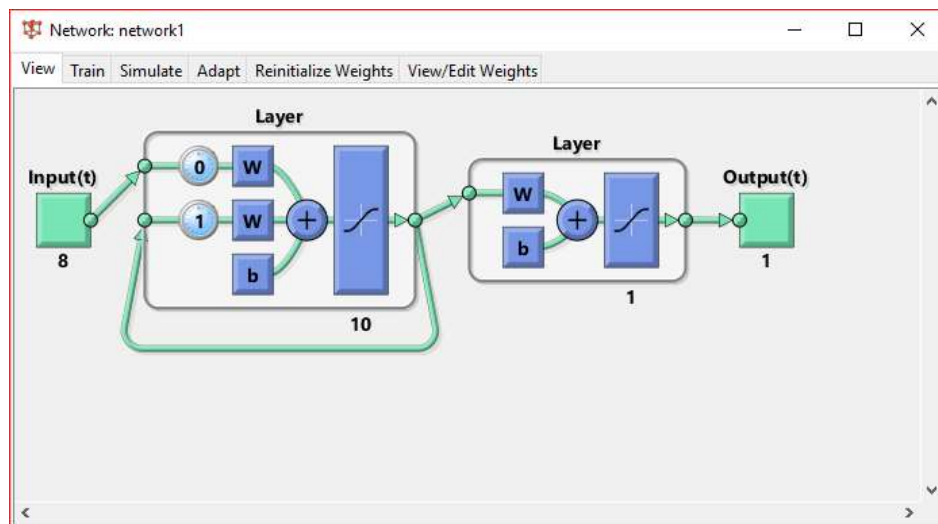 Network: network1
View Train Simulate Adapt Reinitialize Weights View/Edit Weights
Layer
Layer
Input(t)
Output(t)
0 W
W
1 W
b
b
8
1
10
1